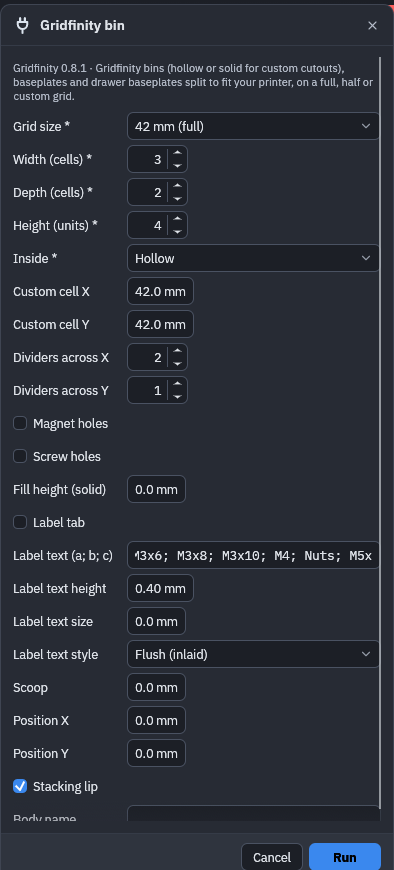 Gridfinity bin
Gridfinity 0.8.1 · Gridfinity bins (hollow or solid for custom cutouts),
baseplates and drawer baseplates split to fit your printer, on a full, half or
custom grid.
Grid size * 42 mm (full)
Width (cells) * 3
Depth (cells) * 2
Height (units) * 4
Inside * Hollow
Custom cell X 42.0 mm
Custom cell Y 42.0 mm
Dividers across X 2
Dividers across Y 1
Magnet holes
Screw holes
Fill height (solid) 0.0 mm
Label tab
Label text (a; b; c) M3x6; M3x8; M3x10; M4; Nuts; M5x
Label text height 0.40 mm
Label text size 0.0 mm
Label text style Flush (inlaid)
Scoop 0.0 mm
Position X 0.0 mm
Position Y 0.0 mm
Stacking lip
Body name
Cancel Run